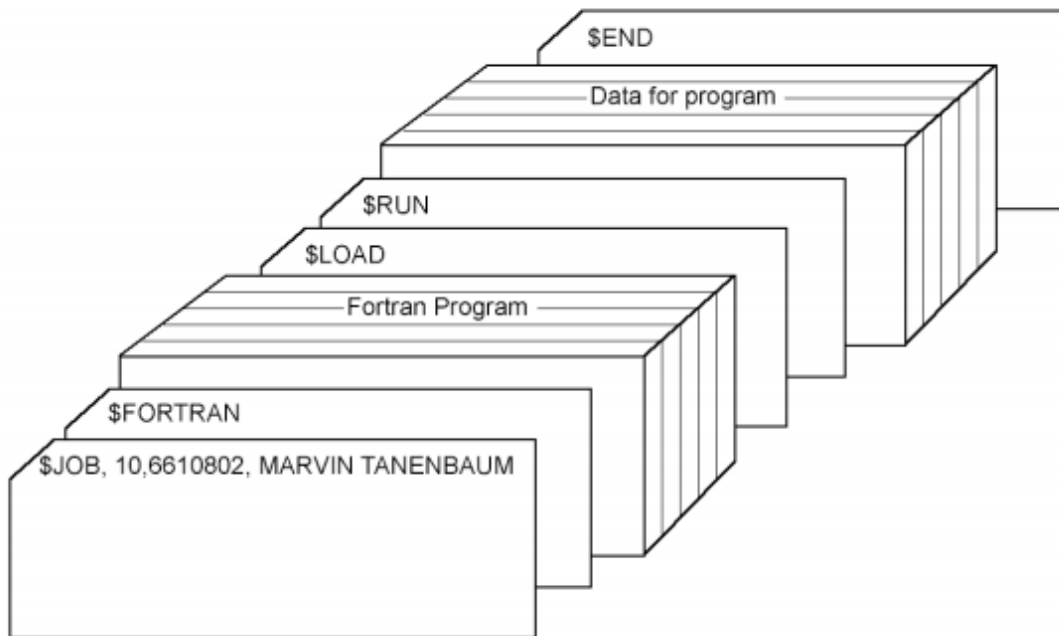 $END
Data for program
$RUN
$LOAD
Fortran Program
$FORTRAN
$JOB, 10,6610802, MARVIN TANENBAUM